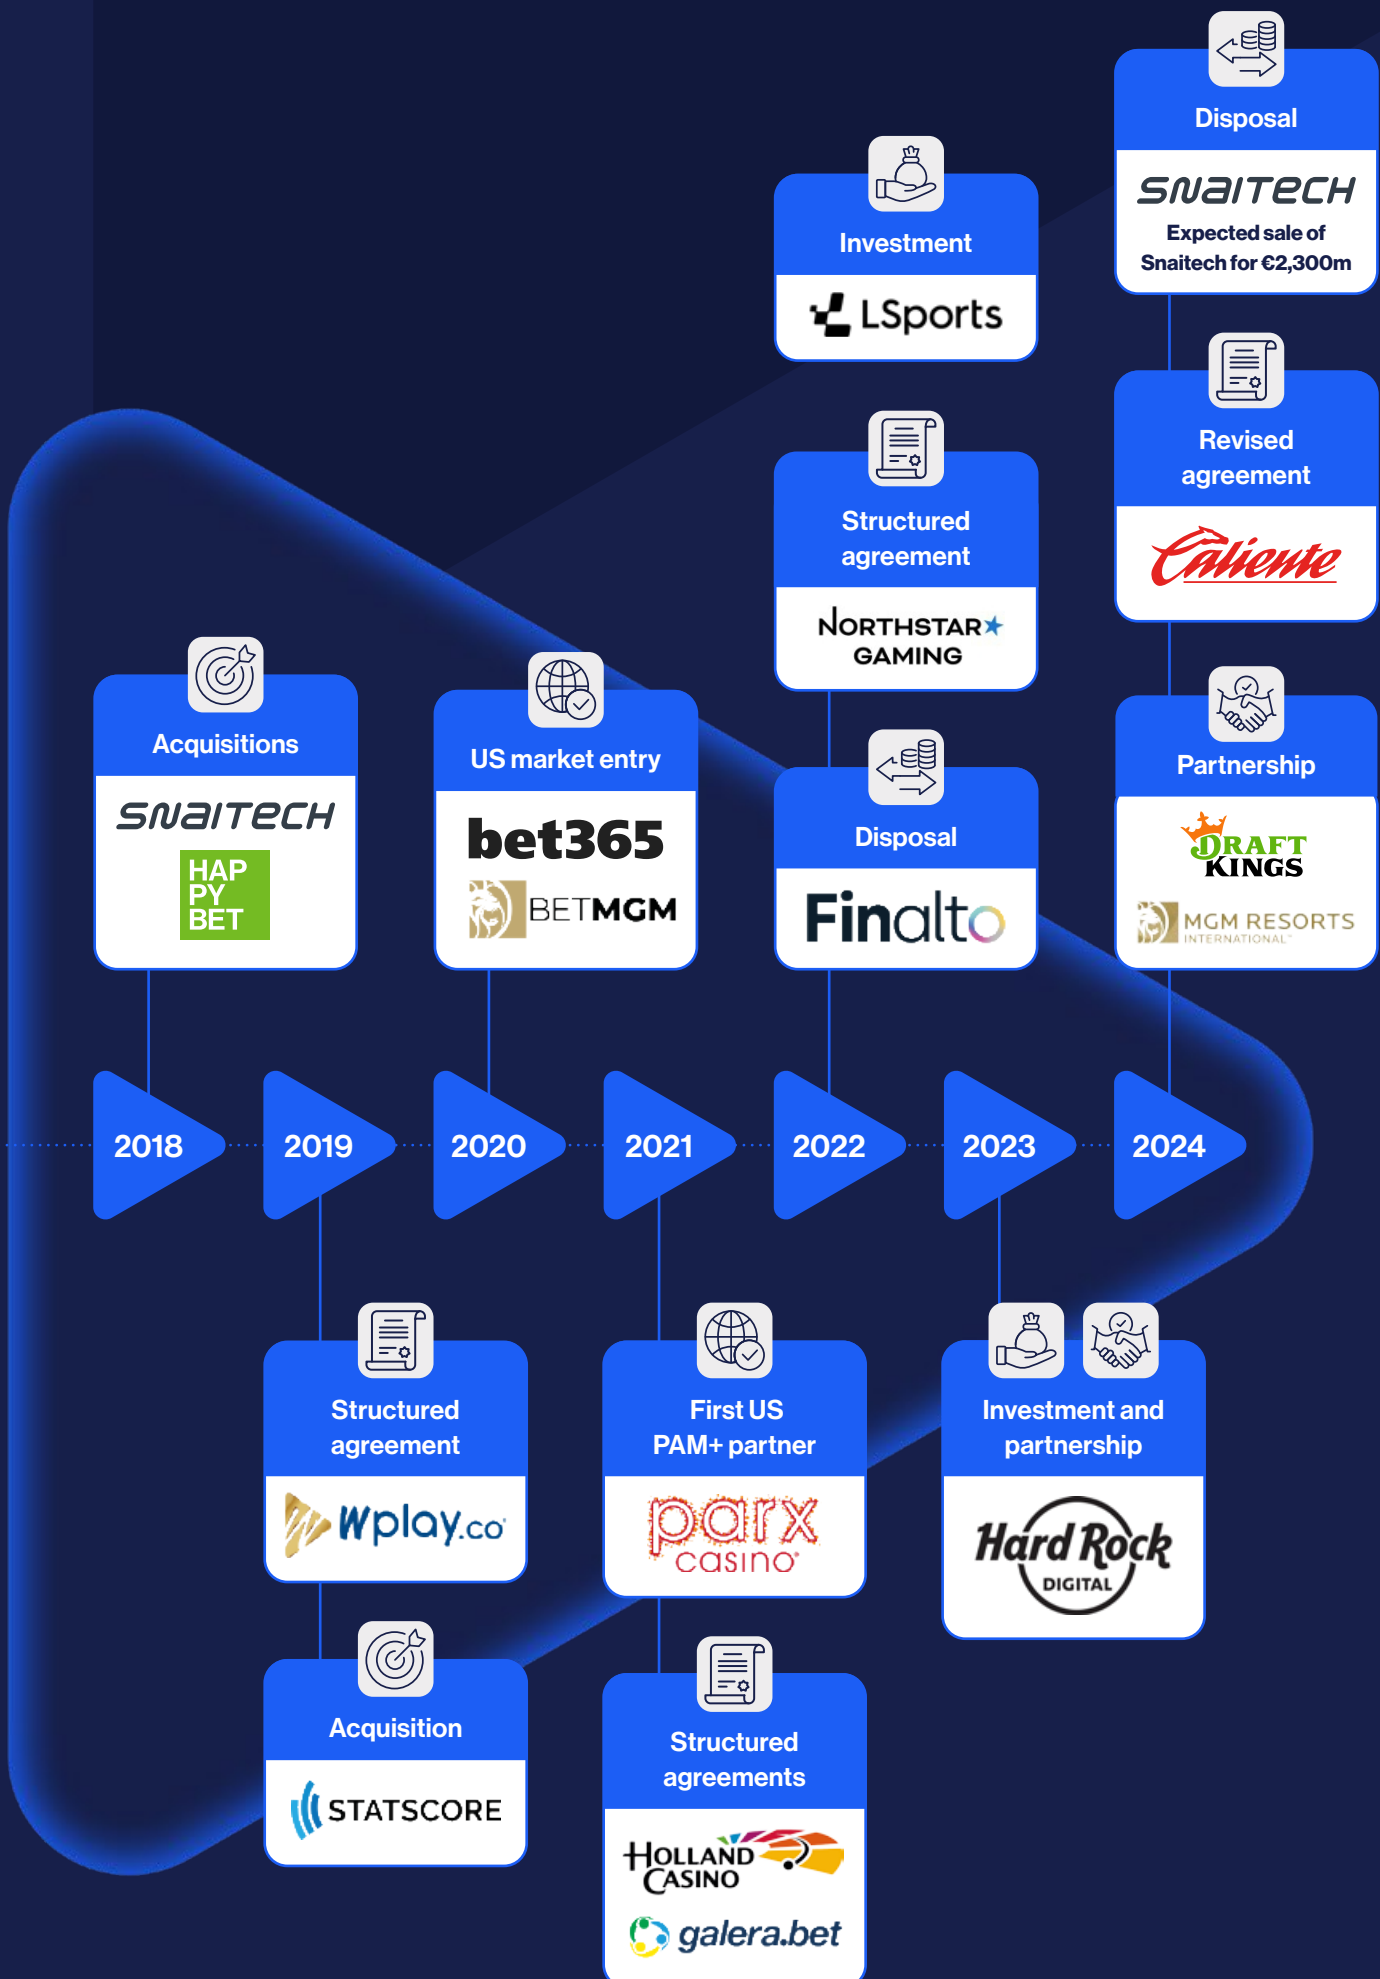 Disposal
SNAITECH
Expected sale of
Snaitech for €2,300m
Investment
LSports
Revised
agreement
Caliente
Structured
agreement
NORTHSTAR
GAMING
Acquisitions
SNAITECH
HAP
PY
BET
US market entry
bet365
BETMGM
Disposal
Finalto
Partnership
DRAFT
KINGS
MGM RESORTS
INTERNATIONAL™
2018
2019
2020
2021
2022
2023
2024
Structured
agreement
Wplay.co
First US
PAM+ partner
parx
casino®
Investment and
partnership
Hard Rock
DIGITAL
Acquisition
STATSCORE
Structured
agreements
HOLLAND
CASINO
galera.bet